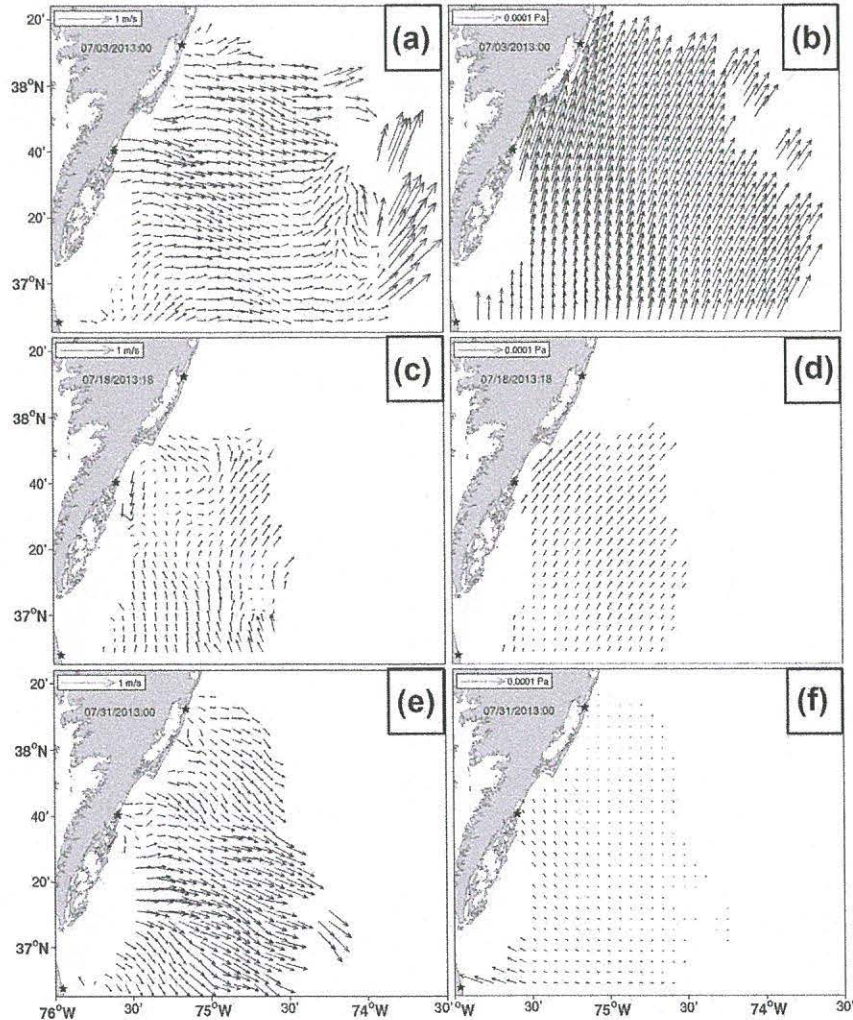 1 m/s
07/03/2013:00
(a)
0.0001 Pa
07/03/2013:00
(b)
20'
38°N
40'
20'
37°N
1 m/s
07/18/2013:18
(c)
0.0001 Pa
07/18/2013:18
(d)
20'
38°N
40'
20'
37°N
1 m/s
07/31/2013:00
(e)
0.0001 Pa
07/31/2013:00
(f)
20'
38°N
40'
20'
37°N
76°W 30' 75°W 30' 74°W 30' 30' 75°W 30' 74°W 30'